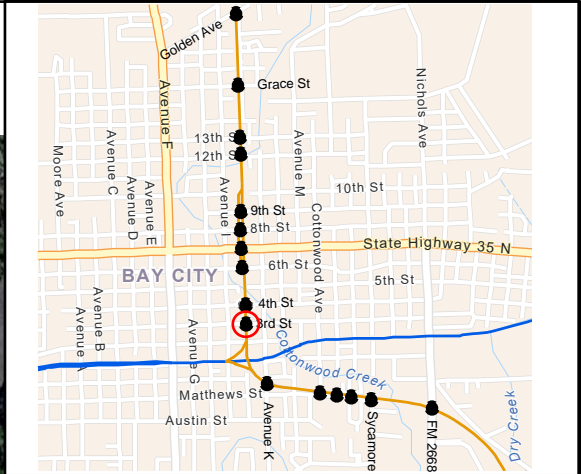 Golden Ave
Grace St
Avenue F
Nichols Ave
13th S
12th S
Avenue M
Avenue C
Moore Ave
10th St
Avenue D
Avenue E
Avenue I
9th St
8th St
Cottonwood Ave
State Highway 35 N
6th St
BAY CITY
5th St
Avenue B
4th St
Avenue A
3rd St
Avenue G
Cottonwood Creek
Matthews St
Dry Creek
Austin St
Avenue K
Sycamore
FM 2668